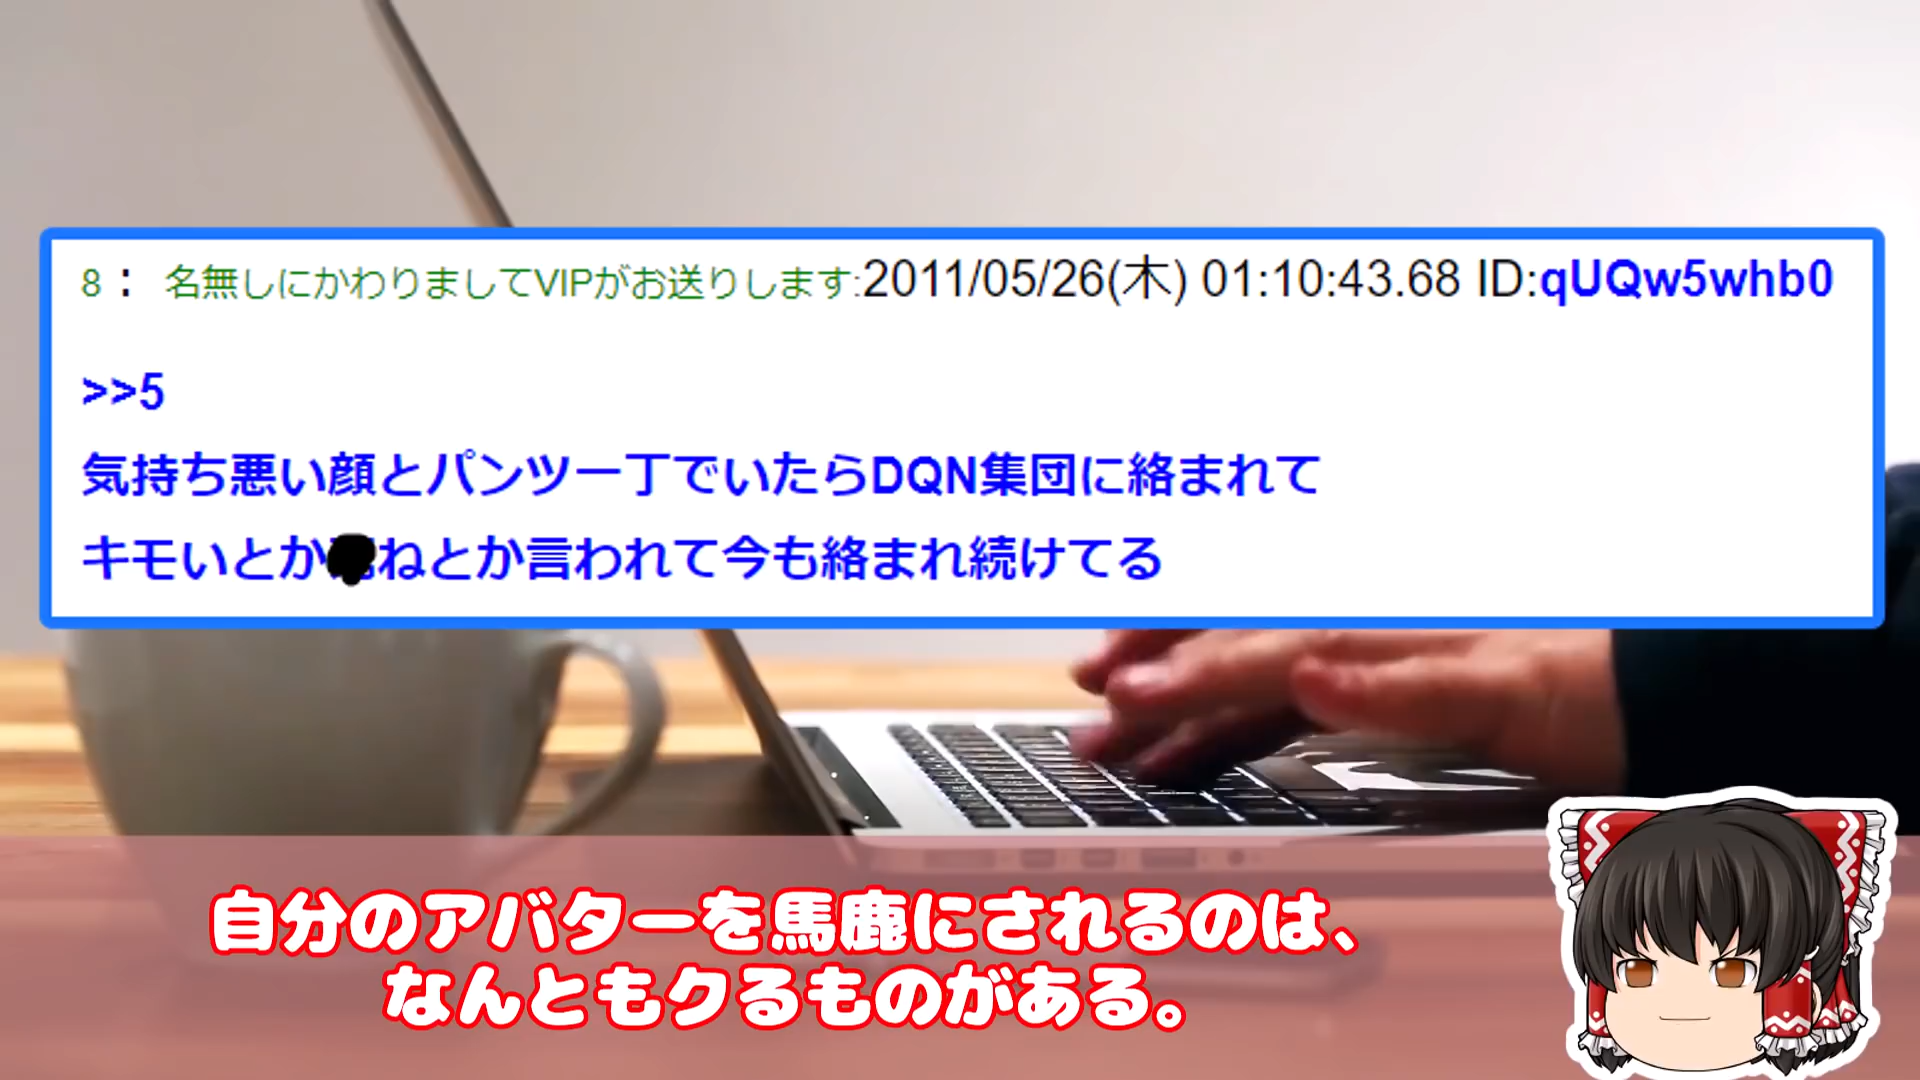 8 : 名無しにかわりましてVIPがお送りします:2011/05/26(木) 01:10:43.68 ID:qUQw5whb0
>>5
気持ち悪い顔とパンツ一丁でいたらDQN集団に絡まれて
キモいとか ねとか言われて今も絡まれ続けてる
自分のアバターを馬鹿にされるのは、
なんともクるものがある。